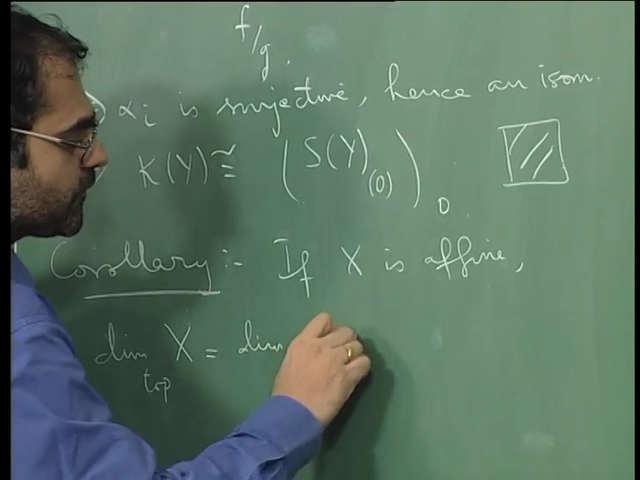 f/g.
) αᵢ is surjective, hence an isom.
K(Y) ≅ (S(Y)₍₀₎)₀.
Corollary :- If X is affine,
dim_top X = dim